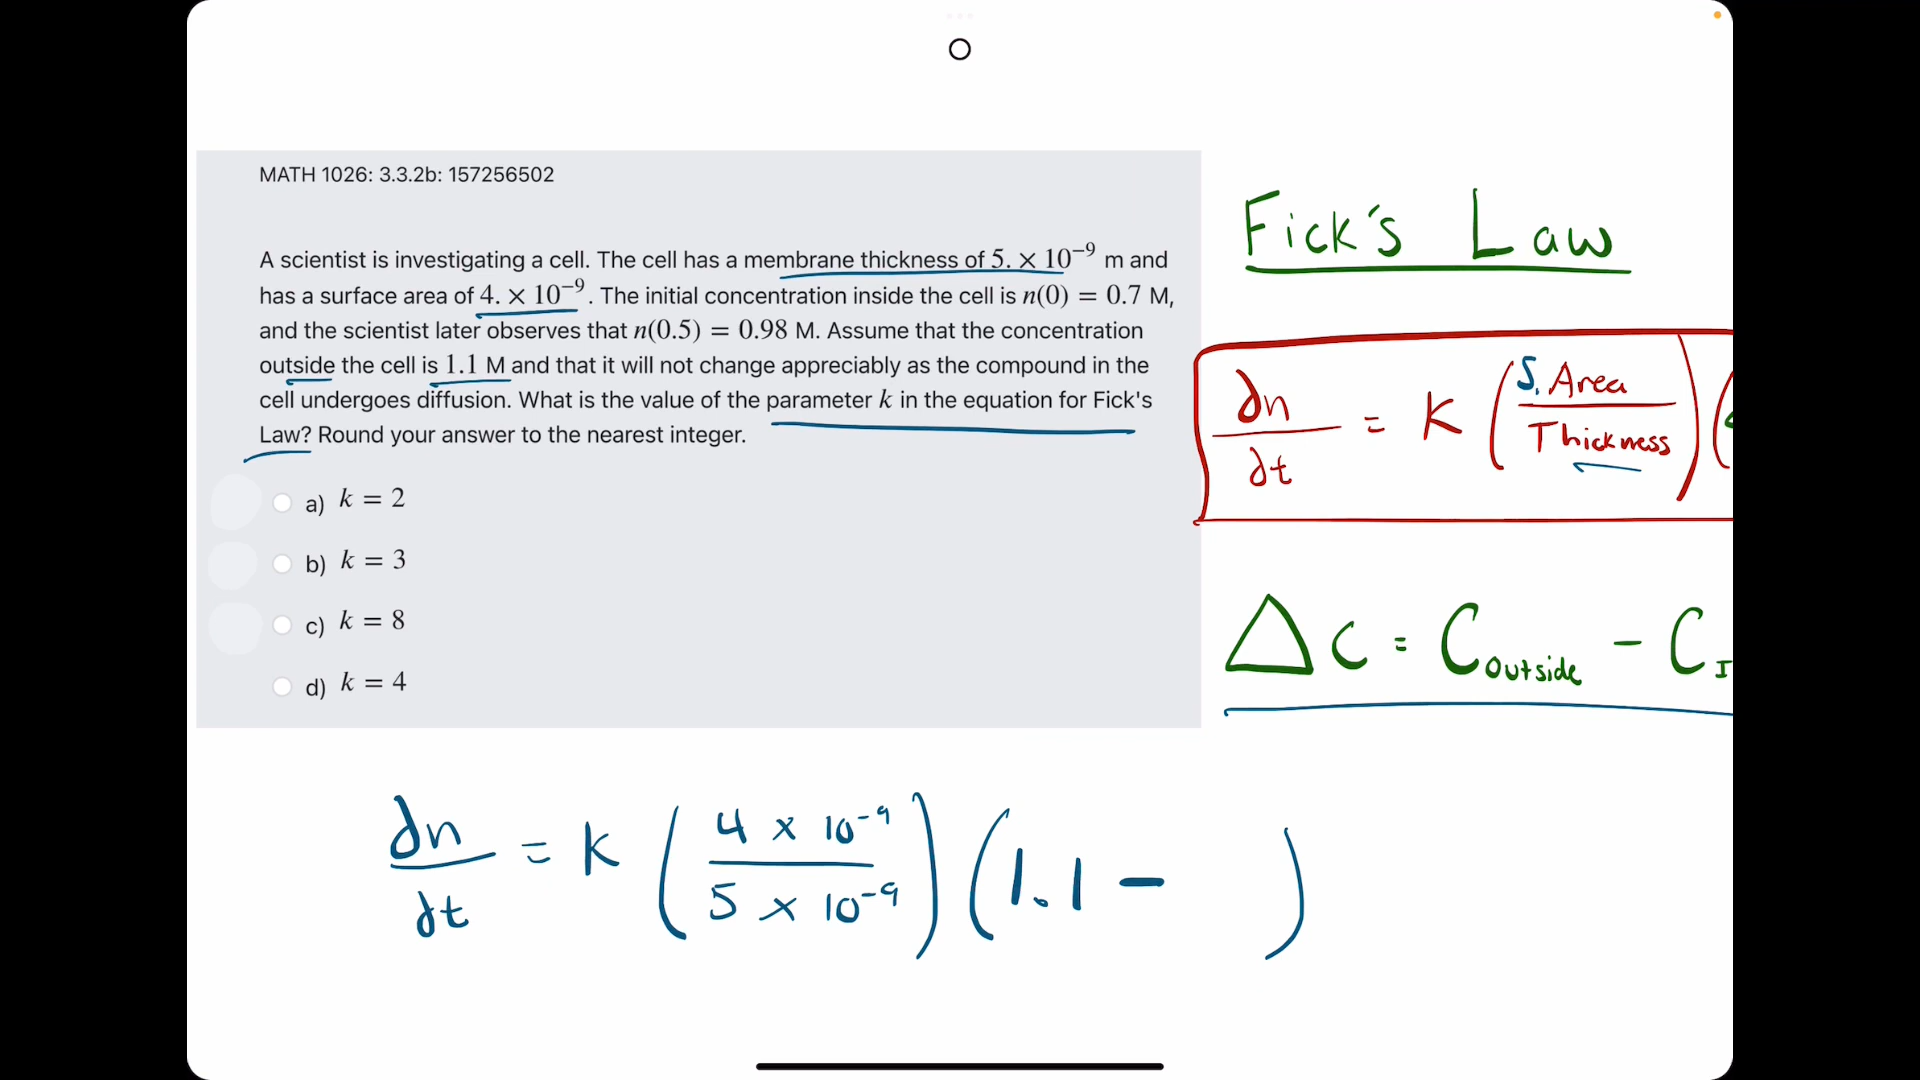 MATH 1026: 3.3.2b: 157256502
A scientist is investigating a cell. The cell has a membrane thickness of 5. × 10⁻⁹ m and
has a surface area of 4. × 10⁻⁹. The initial concentration inside the cell is n(0) = 0.7 M,
and the scientist later observes that n(0.5) = 0.98 M. Assume that the concentration
outside the cell is 1.1 M and that it will not change appreciably as the compound in the
cell undergoes diffusion. What is the value of the parameter k in the equation for Fick's
Law? Round your answer to the nearest integer.
a) k = 2
b) k = 3
c) k = 8
d) k = 4
Fick's Law
dn/dt = K (S. Area/Thickness) (
ΔC = C Outside - C I
dn/dt = K (4 × 10⁻⁹/5 × 10⁻⁹) (1.1 - )